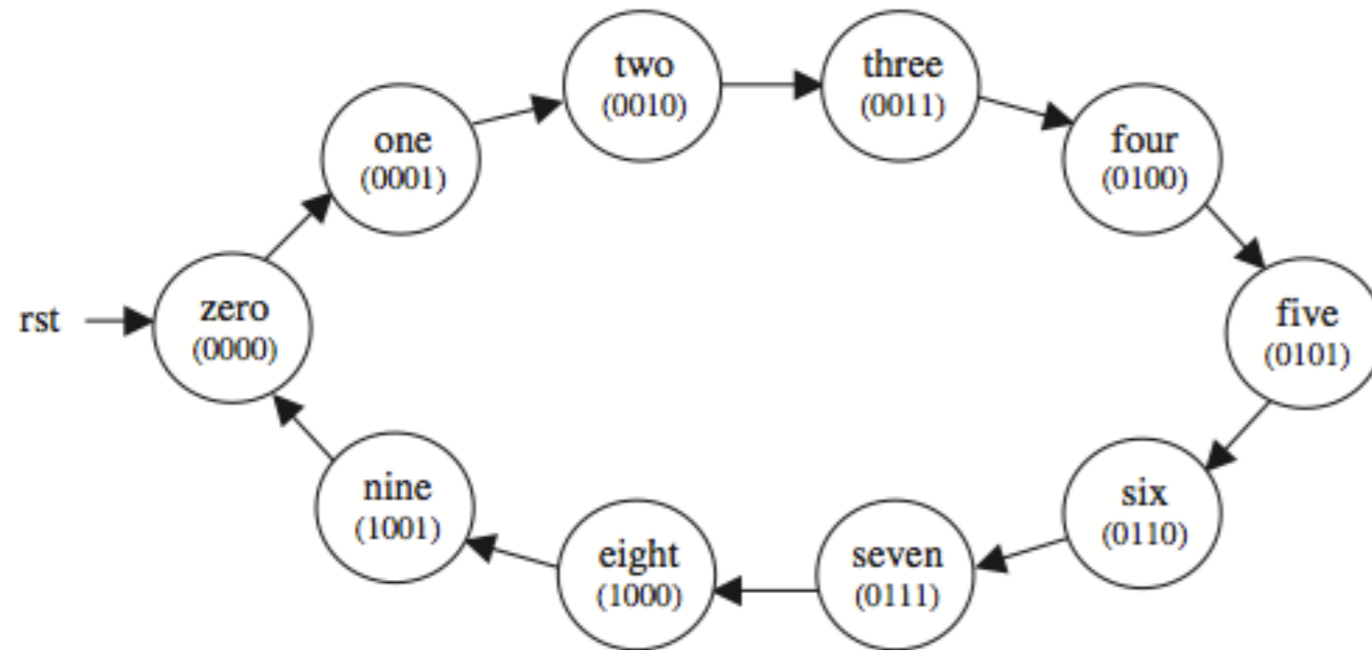 rst
zero
(0000)
one
(0001)
two
(0010)
three
(0011)
four
(0100)
five
(0101)
six
(0110)
seven
(0111)
eight
(1000)
nine
(1001)